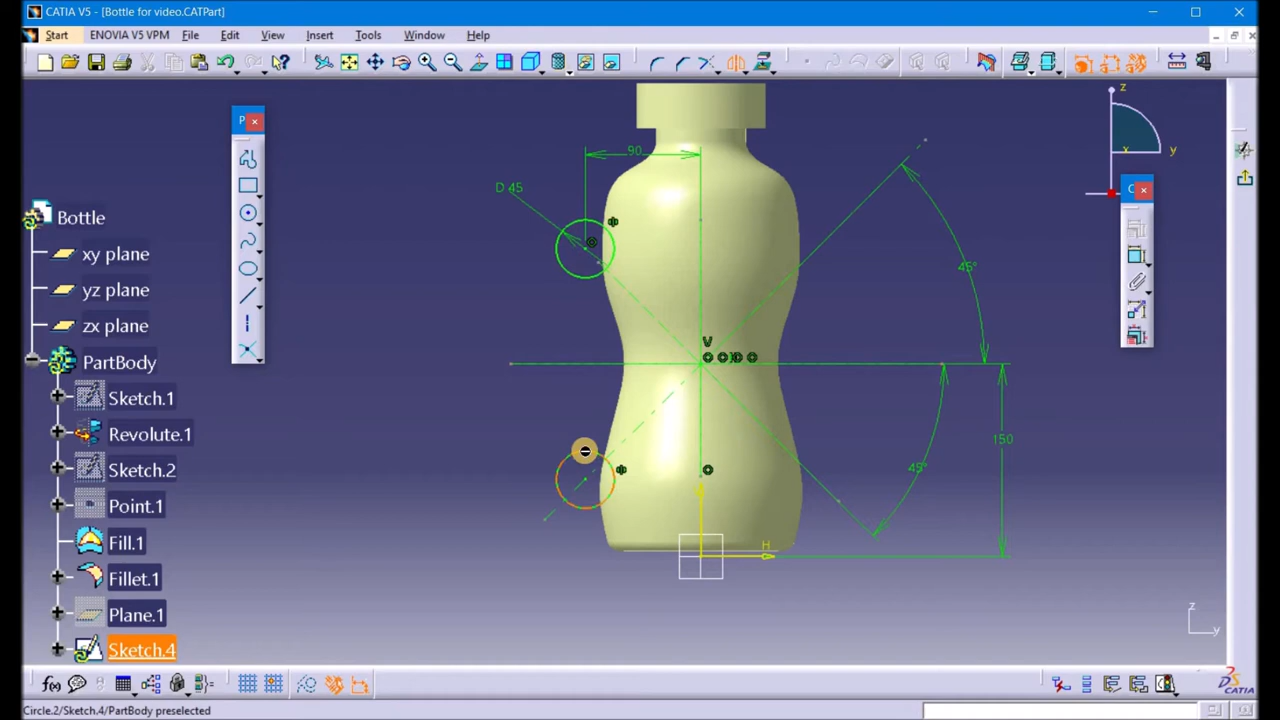 CATIA V5 - [Bottle for video.CATPart]
Start ENOVIA V5 VPM File Edit View Insert Tools Window Help
P
z
x
y
C
90
D 45
Bottle
xy plane
yz plane
zx plane
PartBody
Sketch.1
Revolute.1
Sketch.2
Point.1
Fill.1
Fillet.1
Plane.1
Sketch.4
45°
V
150
45°
H
z
y
f(x)
CATIA
Circle.2/Sketch.4/PartBody preselected